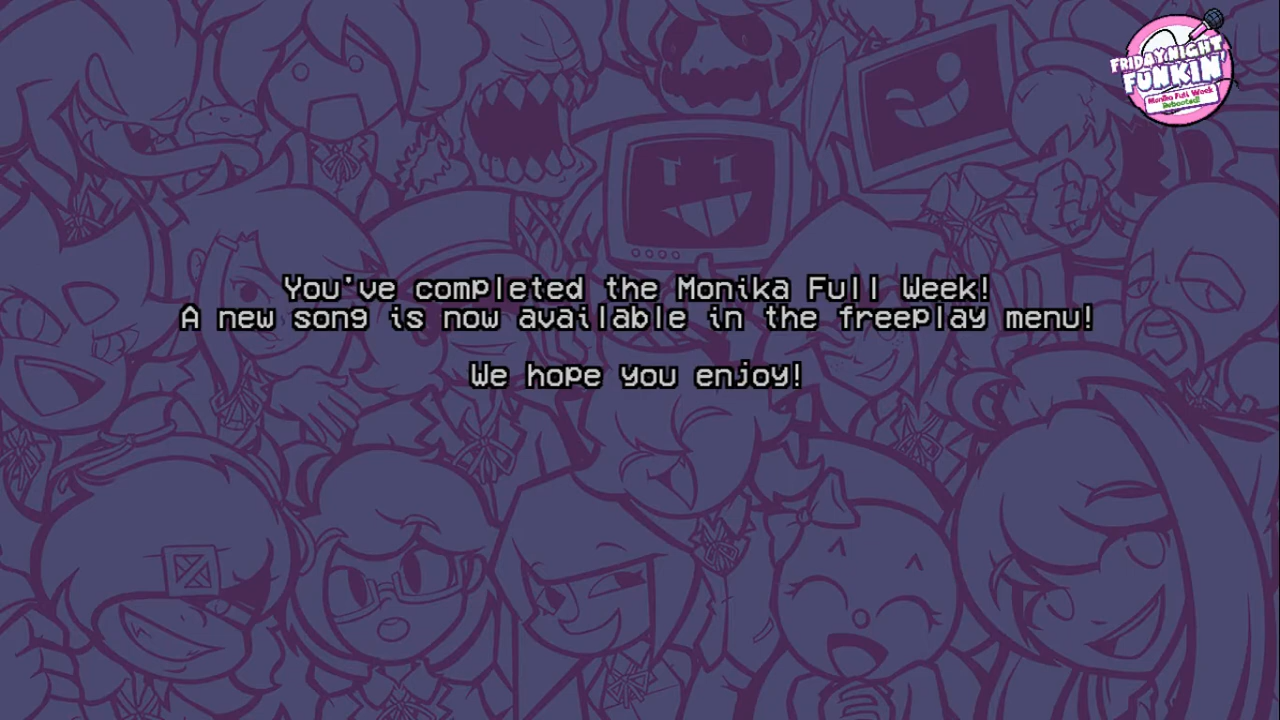 FRIDAY NIGHT
FUNKIN'
Monika Full Week
Rebooted!
You've completed the Monika Full Week!
A new song is now available in the freeplay menu!
We hope you enjoy!